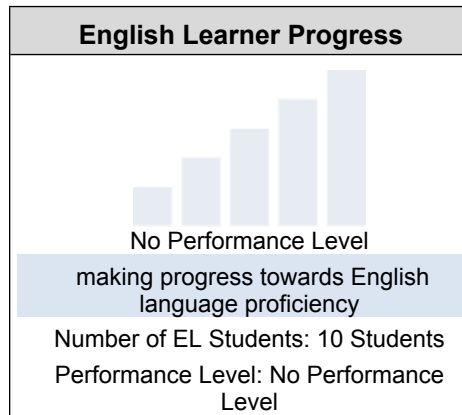 English Learner Progress
No Performance Level
making progress towards English
language proficiency
Number of EL Students: 10 Students
Performance Level: No Performance
Level